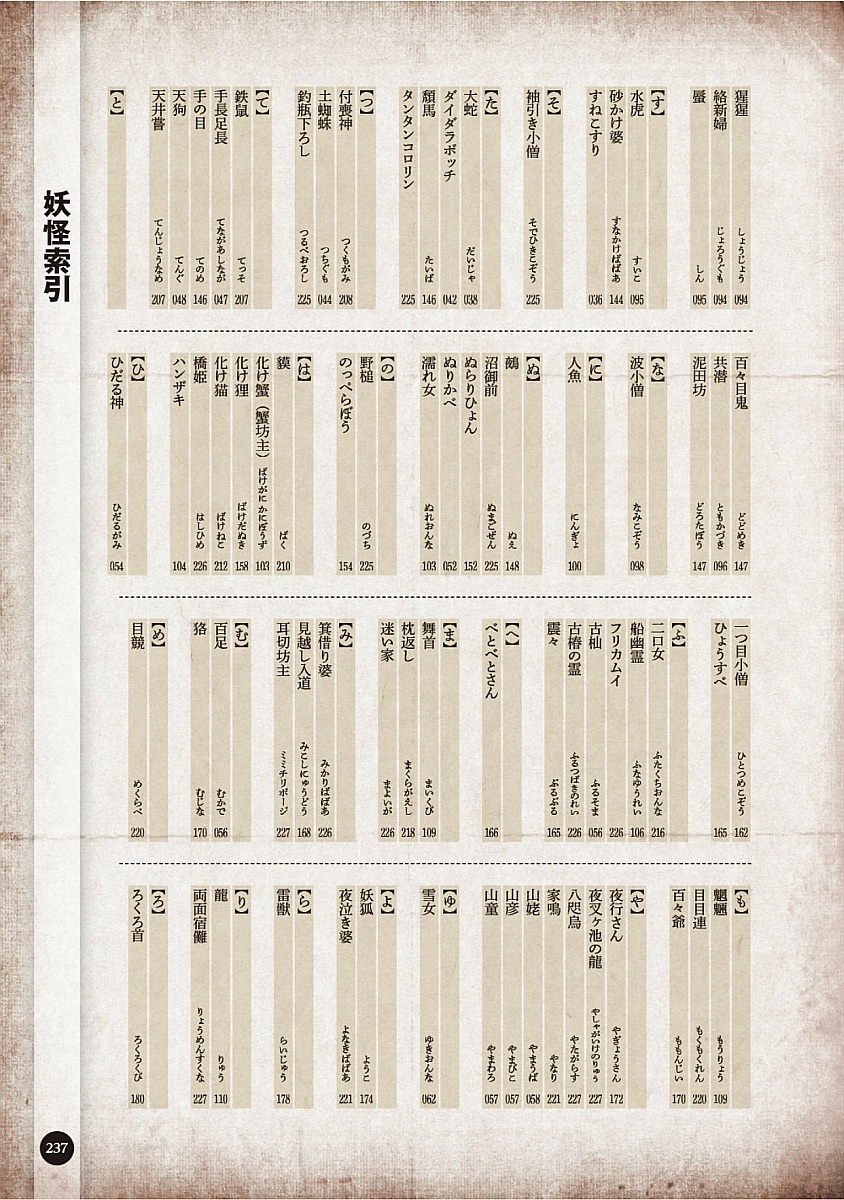 猩猩 しょうじょう 094
絡新婦 じょろうぐも 094
蜃 しん 095
【す】
水虎 すいこ 095
砂かけ婆 すなかけばばあ 144
すねこすり 036
【そ】
袖引き小僧 そでひきこぞう 225
【た】
大蛇 だいじゃ 038
ダイダラボッチ 042
頽馬 たいば 146
タンタンコロリン 225
【つ】
付喪神 つくもがみ 208
土蜘蛛 つちぐも 044
釣瓶下ろし つるべおろし 225
【て】
鉄鼠 てっそ 207
手長足長 てながあしなが 047
手の目 てのめ 146
天狗 てんぐ 048
天井嘗 てんじょうなめ 207
【と】
百々目鬼 どどめき 147
共潜 ともかづき 096
泥田坊 どろたぼう 147
【な】
波小僧 なみこぞう 098
【に】
人魚 にんぎょ 100
【ぬ】
鵺 ぬえ 148
沼御前 ぬまごぜん 225
ぬらりひょん 152
ぬりかべ 052
濡れ女 ぬれおんな 103
【の】
野槌 のづち 225
のっぺらぼう 154
【は】
獏 ばく 210
化け蟹（蟹坊主） ばけがに かにぼうず 103
化け狸 ばけだぬき 158
化け猫 ばけねこ 212
橋姫 はしひめ 226
ハンザキ 104
【ひ】
ひだる神 ひだるがみ 054
一つ目小僧 ひとつめこぞう 162
ひょうすべ 165
【ふ】
二口女 ふたくちおんな 216
船幽霊 ふなゆうれい 106
フリカムイ 226
古杣 ふるそま 056
古椿の霊 ふるつばきのれい 226
震々 ぶるぶる 165
【へ】
べとべとさん 166
【ま】
舞首 まいくび 109
枕返し まくらがえし 218
迷い家 まよいが 226
【み】
箕借り婆 みかりばばあ 226
見越し入道 みこしにゅうどう 168
耳切坊主 ミミチリボージ 227
【む】
百足 むかで 056
狢 むじな 170
【め】
目競 めくらべ 220
【も】
魍魎 もうりょう 109
目目連 もくもくれん 220
百々爺 ももんじい 170
【や】
夜行さん やぎょうさん 172
夜叉ヶ池の龍 やしゃがいけのりゅう 227
八咫烏 やたがらす 227
家鳴 やなり 221
山姥 やまうば 058
山彦 やまびこ 057
山童 やまわろ 057
【ゆ】
雪女 ゆきおんな 062
【よ】
妖狐 ようこ 174
夜泣き婆 よなきばばあ 221
【ら】
雷獣 らいじゅう 178
【り】
龍 りゅう 110
両面宿儺 りょうめんすくな 227
【ろ】
ろくろ首 ろくろくび 180
妖怪索引
237